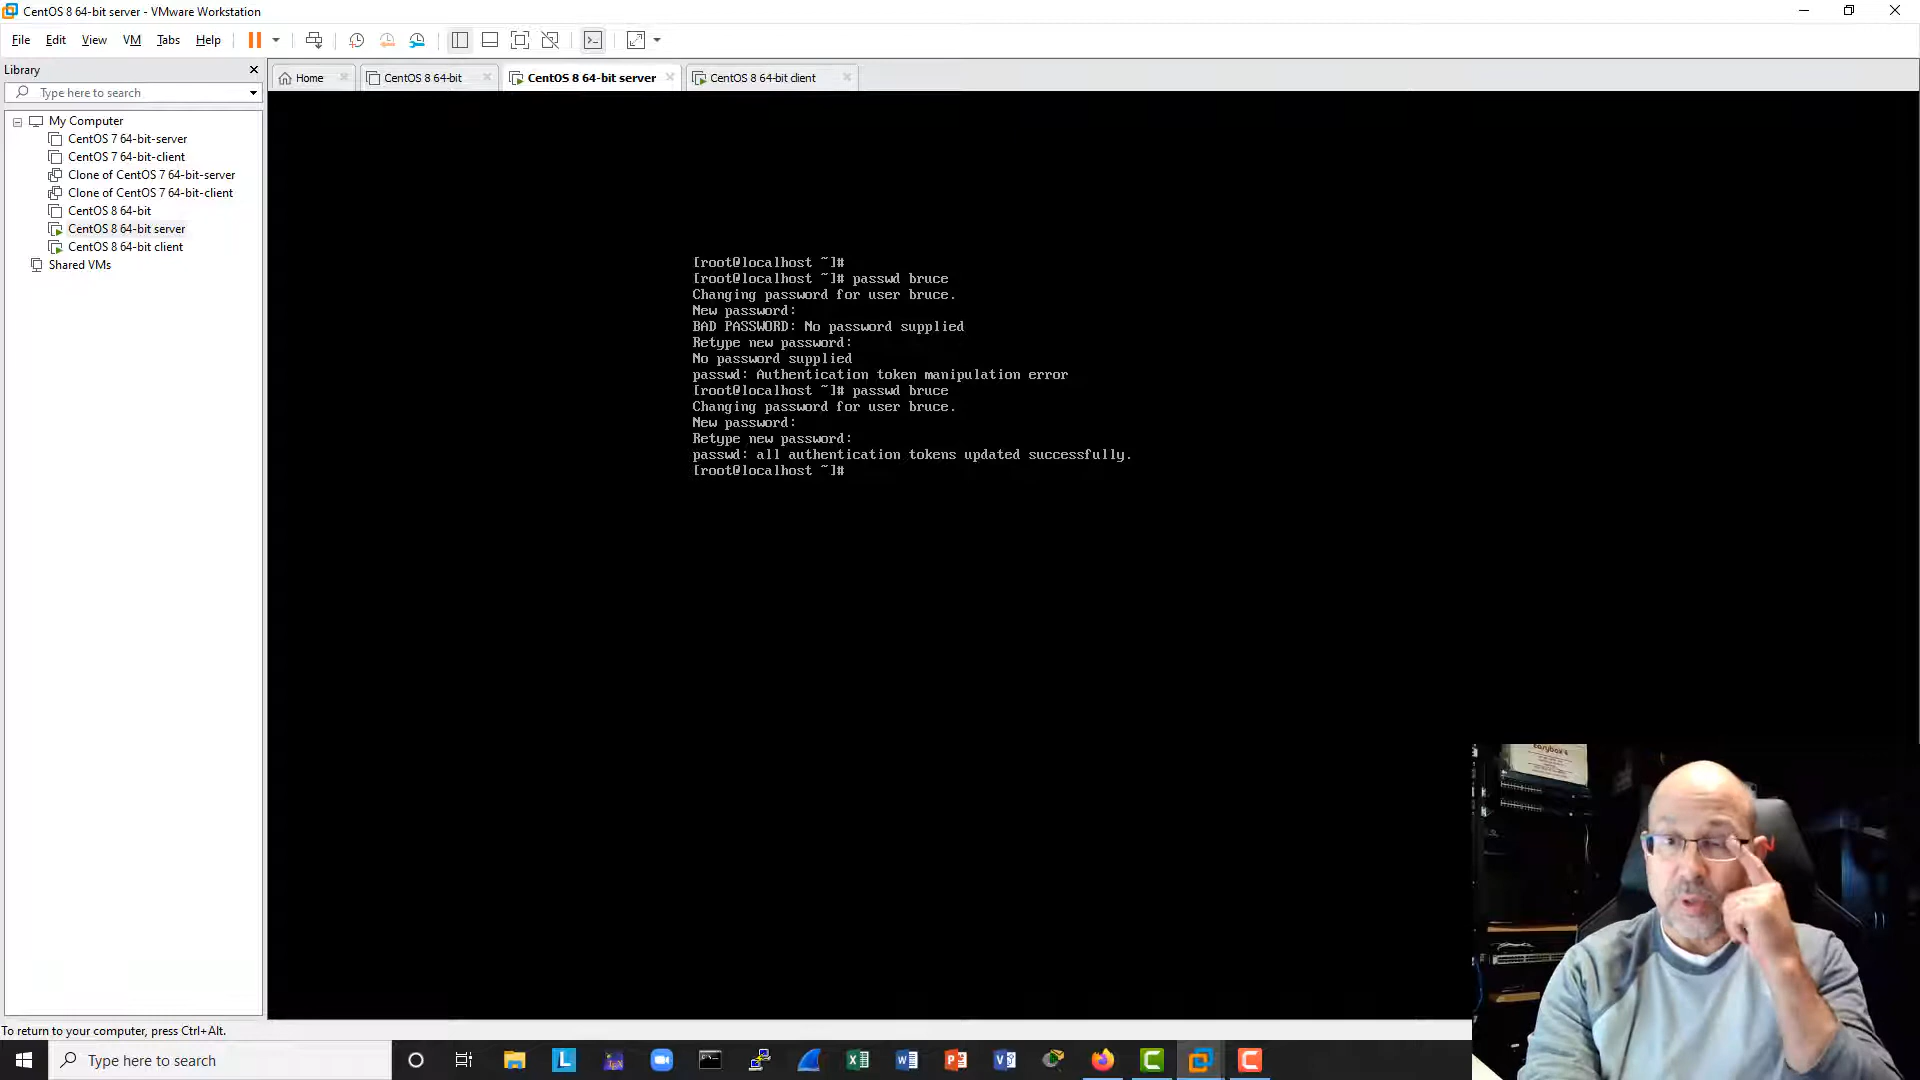 CentOS 8 64-bit server - VMware Workstation
File Edit View VM Tabs Help
Library
Type here to search
Home
CentOS 8 64-bit
CentOS 8 64-bit server
CentOS 8 64-bit client
My Computer
CentOS 7 64-bit-server
CentOS 7 64-bit-client
Clone of CentOS 7 64-bit-server
Clone of CentOS 7 64-bit-client
CentOS 8 64-bit
CentOS 8 64-bit server
CentOS 8 64-bit client
Shared VMs
[root@localhost ~]#
[root@localhost ~]# passwd bruce
Changing password for user bruce.
New password:
BAD PASSWORD: No password supplied
Retype new password:
No password supplied
passwd: Authentication token manipulation error
[root@localhost ~]# passwd bruce
Changing password for user bruce.
New password:
Retype new password:
passwd: all authentication tokens updated successfully.
[root@localhost ~]#
To return to your computer, press Ctrl+Alt.
Type here to search